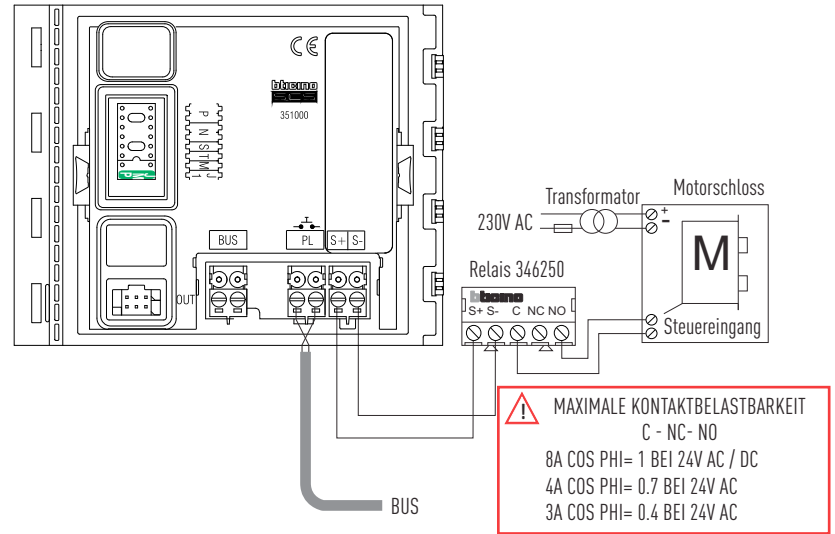 CE
bticino
SCS
351000
P
N
S
T
M
J
1
BUS
PL
S+
S-
OUT
Transformator
Motorschloss
230V AC
+
-
M
Relais 346250
bticino
S+ S- C NC NO
Steuereingang
! MAXIMALE KONTAKTBELASTBARKEIT
C - NC- NO
8A COS PHI= 1 BEI 24V AC / DC
4A COS PHI= 0.7 BEI 24V AC
3A COS PHI= 0.4 BEI 24V AC
BUS